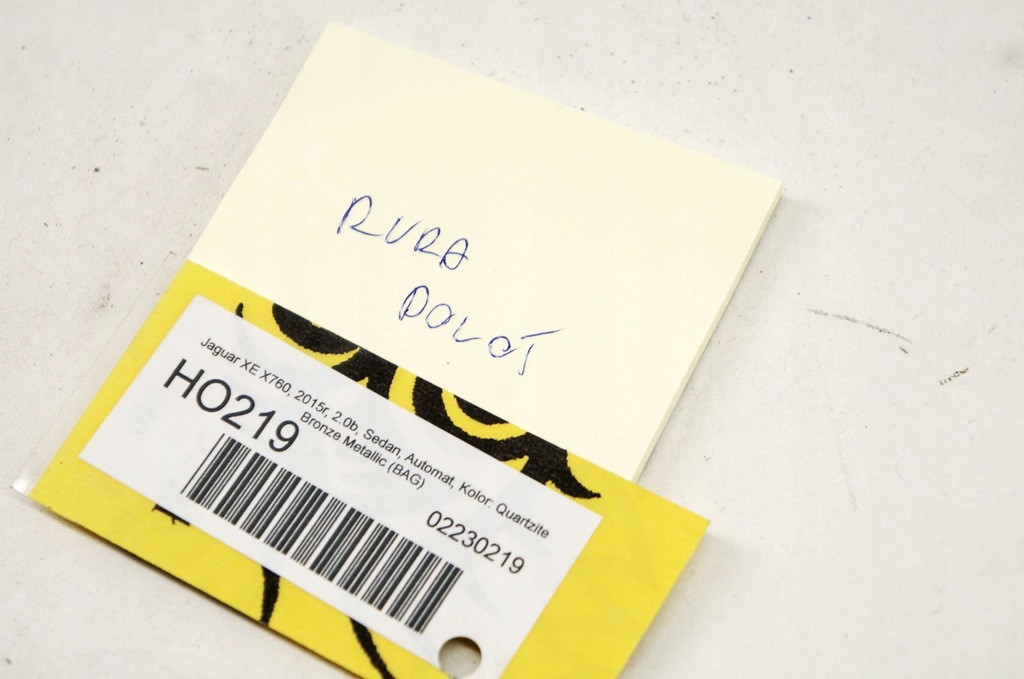 RURA
DOLOT
Jaguar XE X760, 2015r, 2.0b, Sedan, Automat, Kolor: Quartzite
Bronze Metallic (BAG)
HO219
02230219